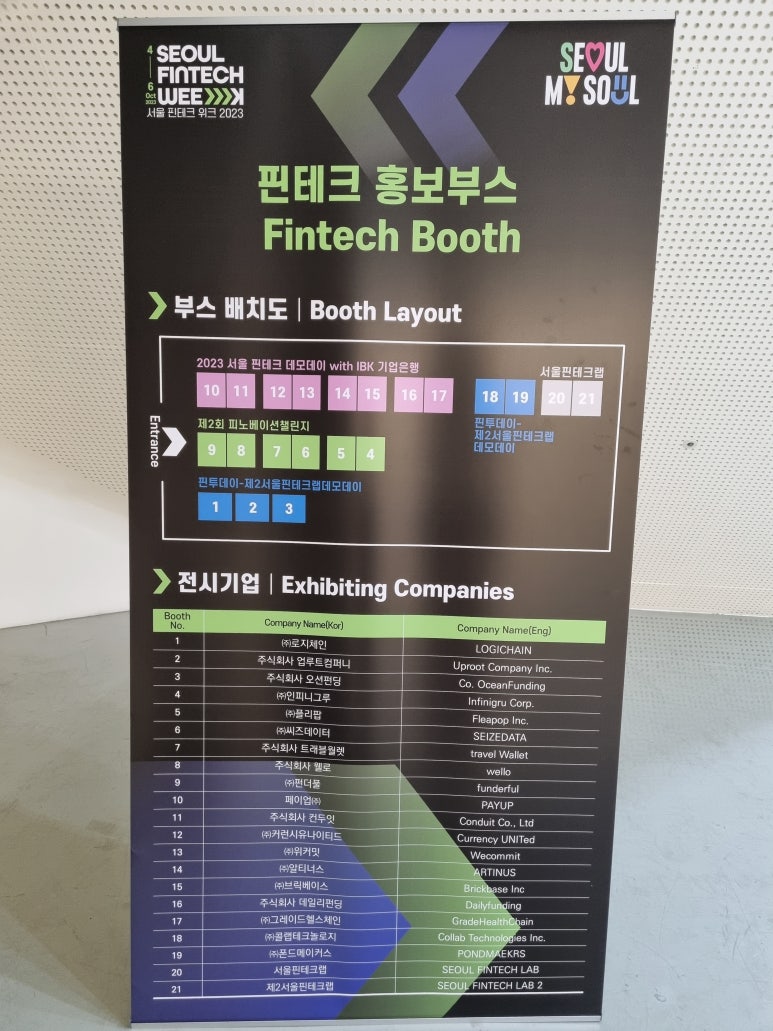 4
6
Oct
2023
SEOUL
FINTECH
WEEK
서울 핀테크 위크 2023
SEOUL
MY SOUL
핀테크 홍보부스
Fintech Booth
부스 배치도 | Booth Layout
2023 서울 핀테크 데모데이 with IBK 기업은행
서울핀테크랩
10 11 12 13 14 15 16 17 18 19 20 21
핀투데이-
제2서울핀테크랩
데모데이
Entrance
제2회 피노베이션챌린지
9 8 7 6 5 4
핀투데이-제2서울핀테크랩데모데이
1 2 3
전시기업 | Exhibiting Companies
Booth No. Company Name(Kor) Company Name(Eng)
1 ㈜로지체인 LOGICHAIN
2 주식회사 업루트컴퍼니 Uproot Company Inc.
3 주식회사 오션펀딩 Co. OceanFunding
4 ㈜인피니그루 Infinigru Corp.
5 ㈜플리팝 Fleapop Inc.
6 ㈜씨즈데이터 SEIZEDATA
7 주식회사 트래블월렛 travel Wallet
8 주식회사 웰로 wello
9 ㈜펀더풀 funderful
10 페이업㈜ PAYUP
11 주식회사 컨두잇 Conduit Co., Ltd
12 ㈜커런시유나이티드 Currency UNITed
13 ㈜위커밋 Wecommit
14 ㈜알티너스 ARTINUS
15 ㈜브릭베이스 Brickbase Inc
16 주식회사 데일리펀딩 Dailyfunding
17 ㈜그레이드헬스체인 GradeHealthChain
18 ㈜콜랩테크놀로지 Collab Technologies Inc.
19 ㈜폰드메이커스 PONDMAEKRS
20 서울핀테크랩 SEOUL FINTECH LAB
21 제2서울핀테크랩 SEOUL FINTECH LAB 2